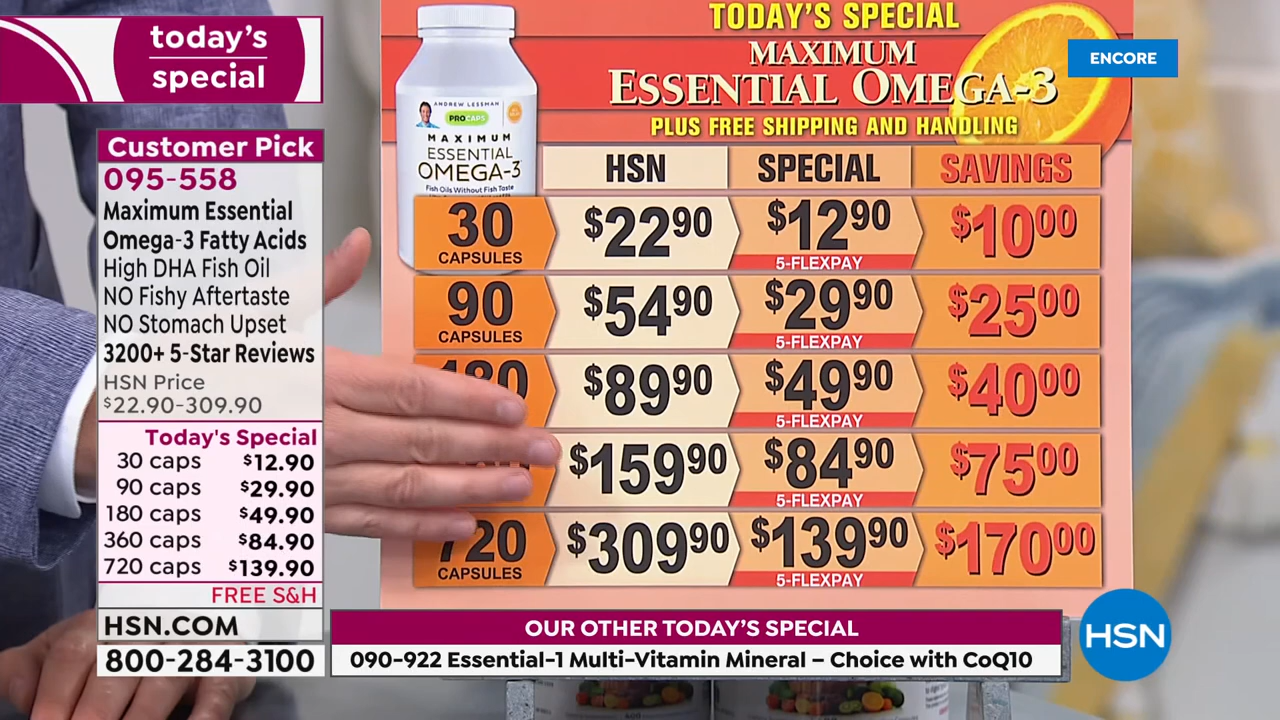 today's
special
Customer Pick
095-558
Maximum Essential
Omega-3 Fatty Acids
High DHA Fish Oil
NO Fishy Aftertaste
NO Stomach Upset
3200+ 5-Star Reviews
HSN Price
$22.90-309.90
Today's Special
30 caps $12.90
90 caps $29.90
180 caps $49.90
360 caps $84.90
720 caps $139.90
FREE S&H
HSN.COM
800-284-3100
TODAY'S SPECIAL
MAXIMUM
ESSENTIAL OMEGA-3
PLUS FREE SHIPPING AND HANDLING
ENCORE
ANDREW LESSMAN
PROCAPS
MAXIMUM
ESSENTIAL
OMEGA-3
Fish Oils Without Fish Taste
HSN SPECIAL SAVINGS
30 CAPSULES $22.90 $12.90 5-FLEXPAY $10.00
90 CAPSULES $54.90 $29.90 5-FLEXPAY $25.00
180 $89.90 $49.90 5-FLEXPAY $40.00
$159.90 $84.90 5-FLEXPAY $75.00
720 CAPSULES $309.90 $139.90 5-FLEXPAY $170.00
OUR OTHER TODAY'S SPECIAL
090-922 Essential-1 Multi-Vitamin Mineral – Choice with CoQ10
HSN